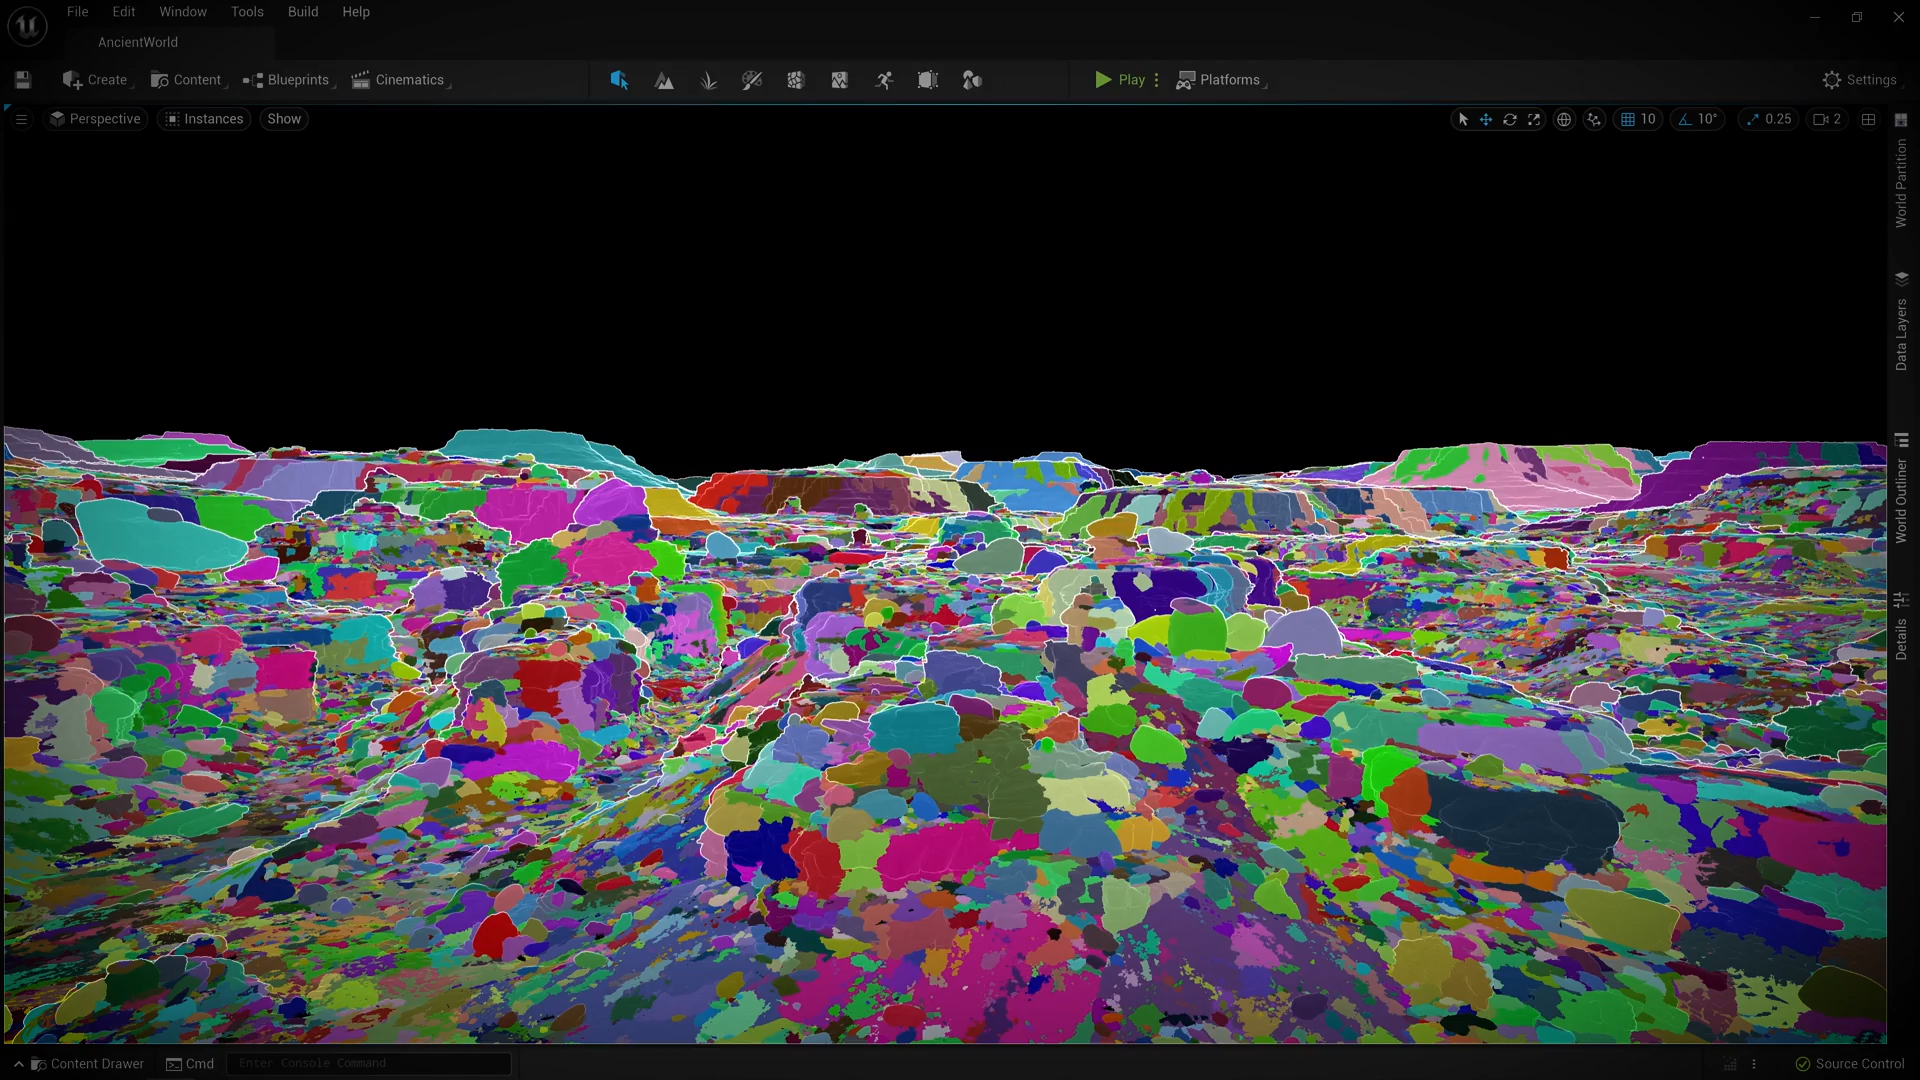 File Edit Window Tools Build Help
AncientWorld
Create Content Blueprints Cinematics Play Platforms Settings
Perspective Instances Show 10 10° 0.25 2
World Partition
Data Layers
World Outliner
Details
Content Drawer Cmd Enter Console Command Source Control